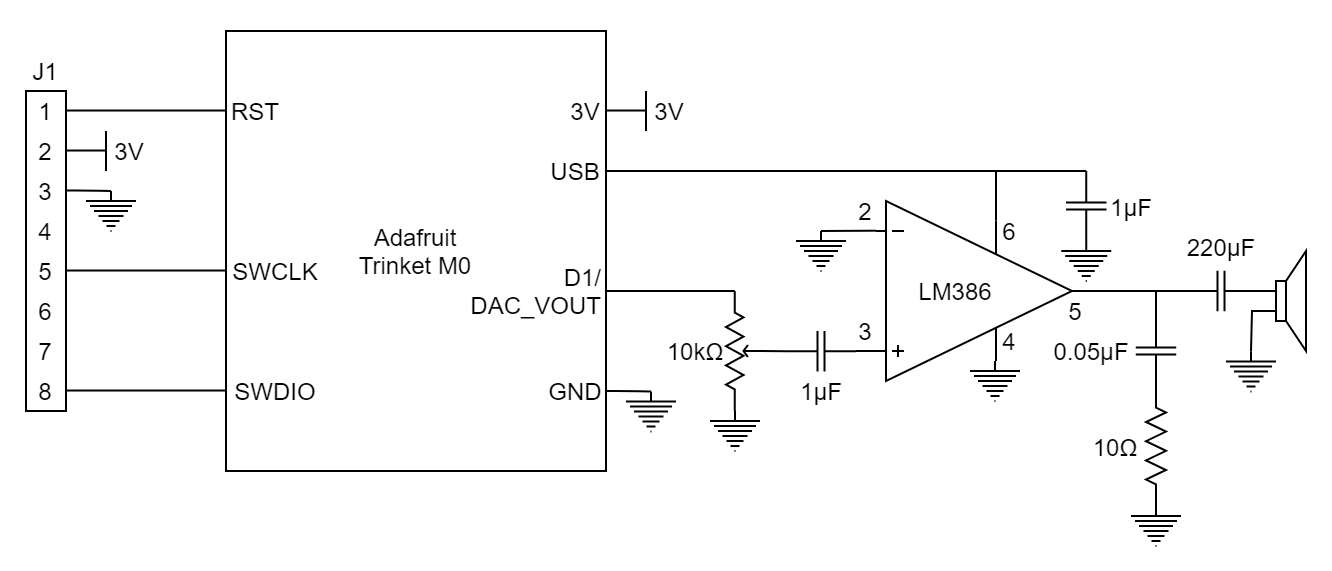 J1
1
2
3
4
5
6
7
8
3V
RST
SWCLK
SWDIO
Adafruit
Trinket M0
3V
USB
D1/
DAC_VOUT
GND
3V
10kΩ
1μF
2
3
LM386
6
4
5
1μF
220μF
0.05μF
10Ω